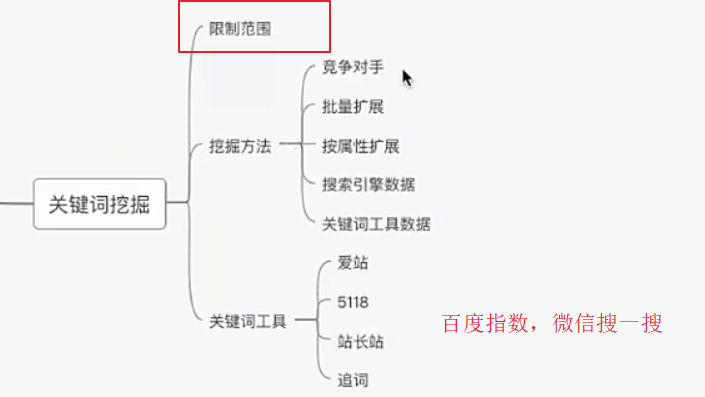 限制范围
竞争对手
批量扩展
挖掘方法
按属性扩展
搜索引擎数据
关键词挖掘
关键词工具数据
爱站
5118
关键词工具
百度指数，微信搜一搜
站长站
追词